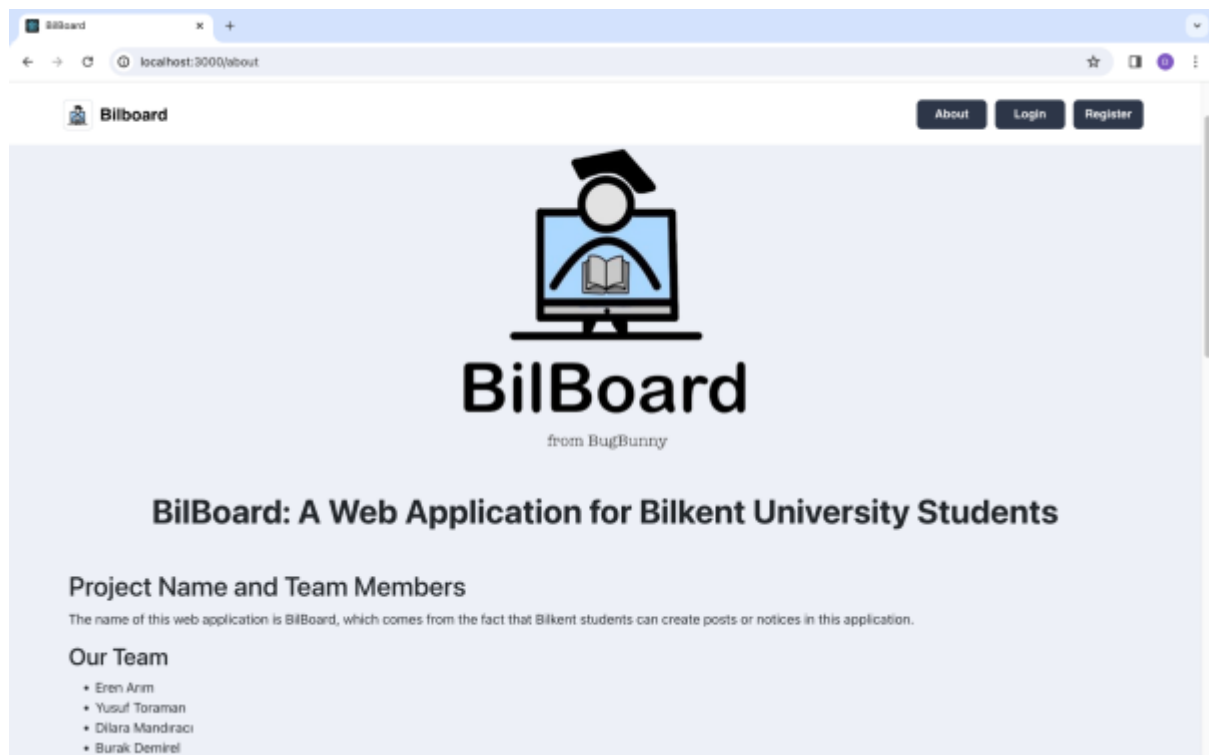 BilBoard
localhost:3000/about
Bilboard
About Login Register
BilBoard
from BugBunny
BilBoard: A Web Application for Bilkent University Students
Project Name and Team Members
The name of this web application is BilBoard, which comes from the fact that Bilkent students can create posts or notices in this application.
Our Team
• Eren Arım
• Yusuf Toraman
• Dilara Mandıracı
• Burak Demirel